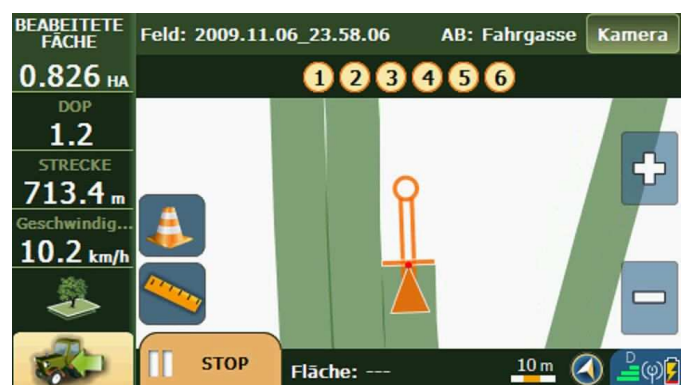 BEABEITETE
FÄCHE
0.826 HA
DOP
1.2
STRECKE
713.4 m
Geschwindig...
10.2 km/h
Feld: 2009.11.06_23.58.06 AB: Fahrgasse Kamera
1 2 3 4 5 6
STOP
Fläche: ---
10 m
D